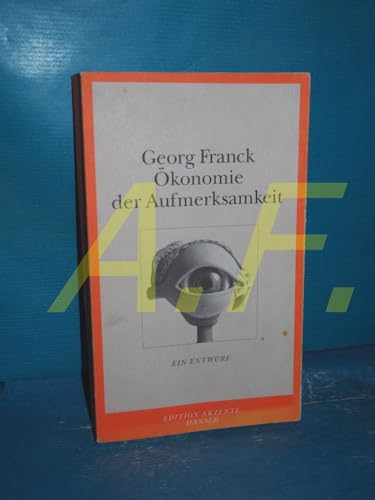 Georg Franck
Ökonomie
der Aufmerksamkeit
A.F.
EIN ENTWURF
EDITION AKZENTE
HANSER